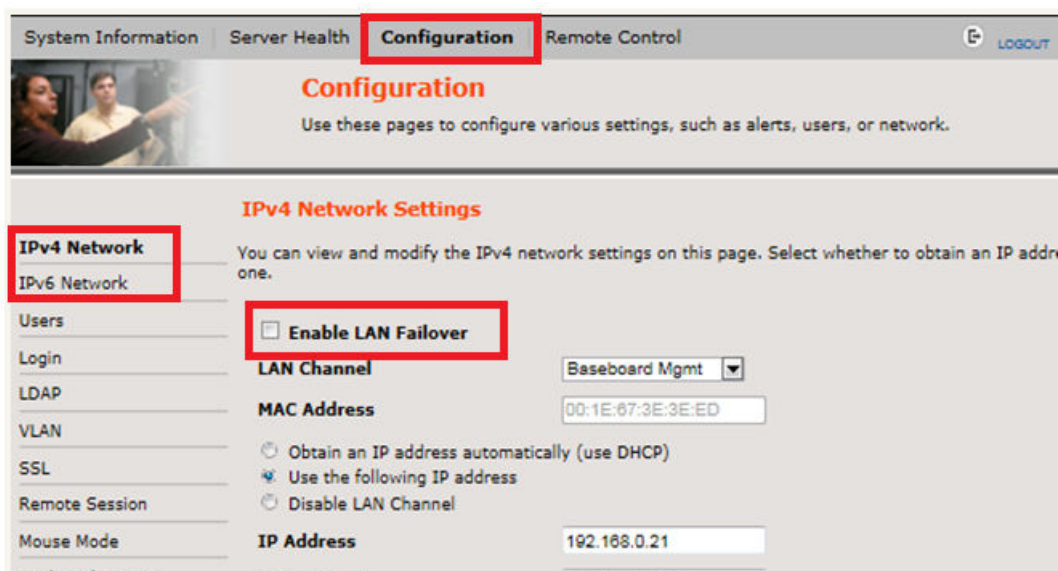 System Information Server Health Configuration Remote Control LOGOUT
Configuration
Use these pages to configure various settings, such as alerts, users, or network.
IPv4 Network Settings
IPv4 Network
You can view and modify the IPv4 network settings on this page. Select whether to obtain an IP addre
one.
IPv6 Network
Users
Enable LAN Failover
Login
LAN Channel Baseboard Mgmt
LDAP
MAC Address 00:1E:67:3E:3E:ED
VLAN
Obtain an IP address automatically (use DHCP)
SSL
Use the following IP address
Remote Session
Disable LAN Channel
Mouse Mode
IP Address 192.168.0.21